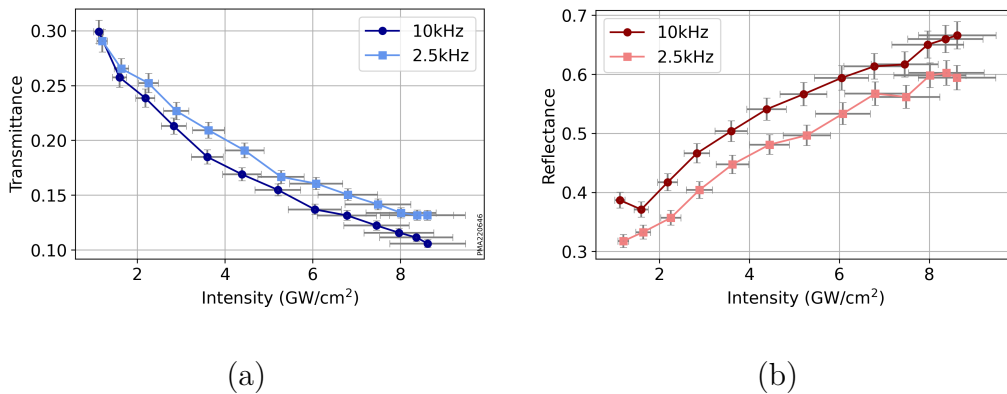 0.30
0.25
0.20
0.15
0.10
Transmittance
10kHz
2.5kHz
2 4 6 8
Intensity (GW/cm²)
PMA220646
(a)
0.7
0.6
0.5
0.4
0.3
Reflectance
10kHz
2.5kHz
2 4 6 8
Intensity (GW/cm²)
(b)